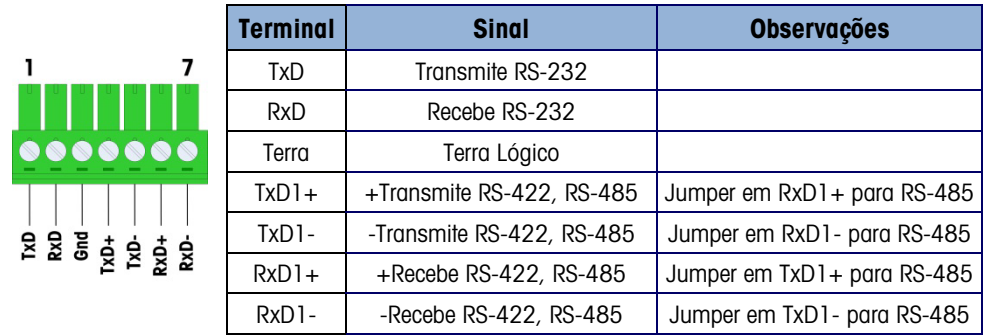 1 7
TxD
RxD
Gnd
TxD+
TxD-
RxD+
RxD-
Terminal Sinal Observações
TxD Transmite RS-232
RxD Recebe RS-232
Terra Terra Lógico
TxD1+ +Transmite RS-422, RS-485 Jumper em RxD1+ para RS-485
TxD1- -Transmite RS-422, RS-485 Jumper em RxD1- para RS-485
RxD1+ +Recebe RS-422, RS-485 Jumper em TxD1+ para RS-485
RxD1- -Recebe RS-422, RS-485 Jumper em TxD1- para RS-485